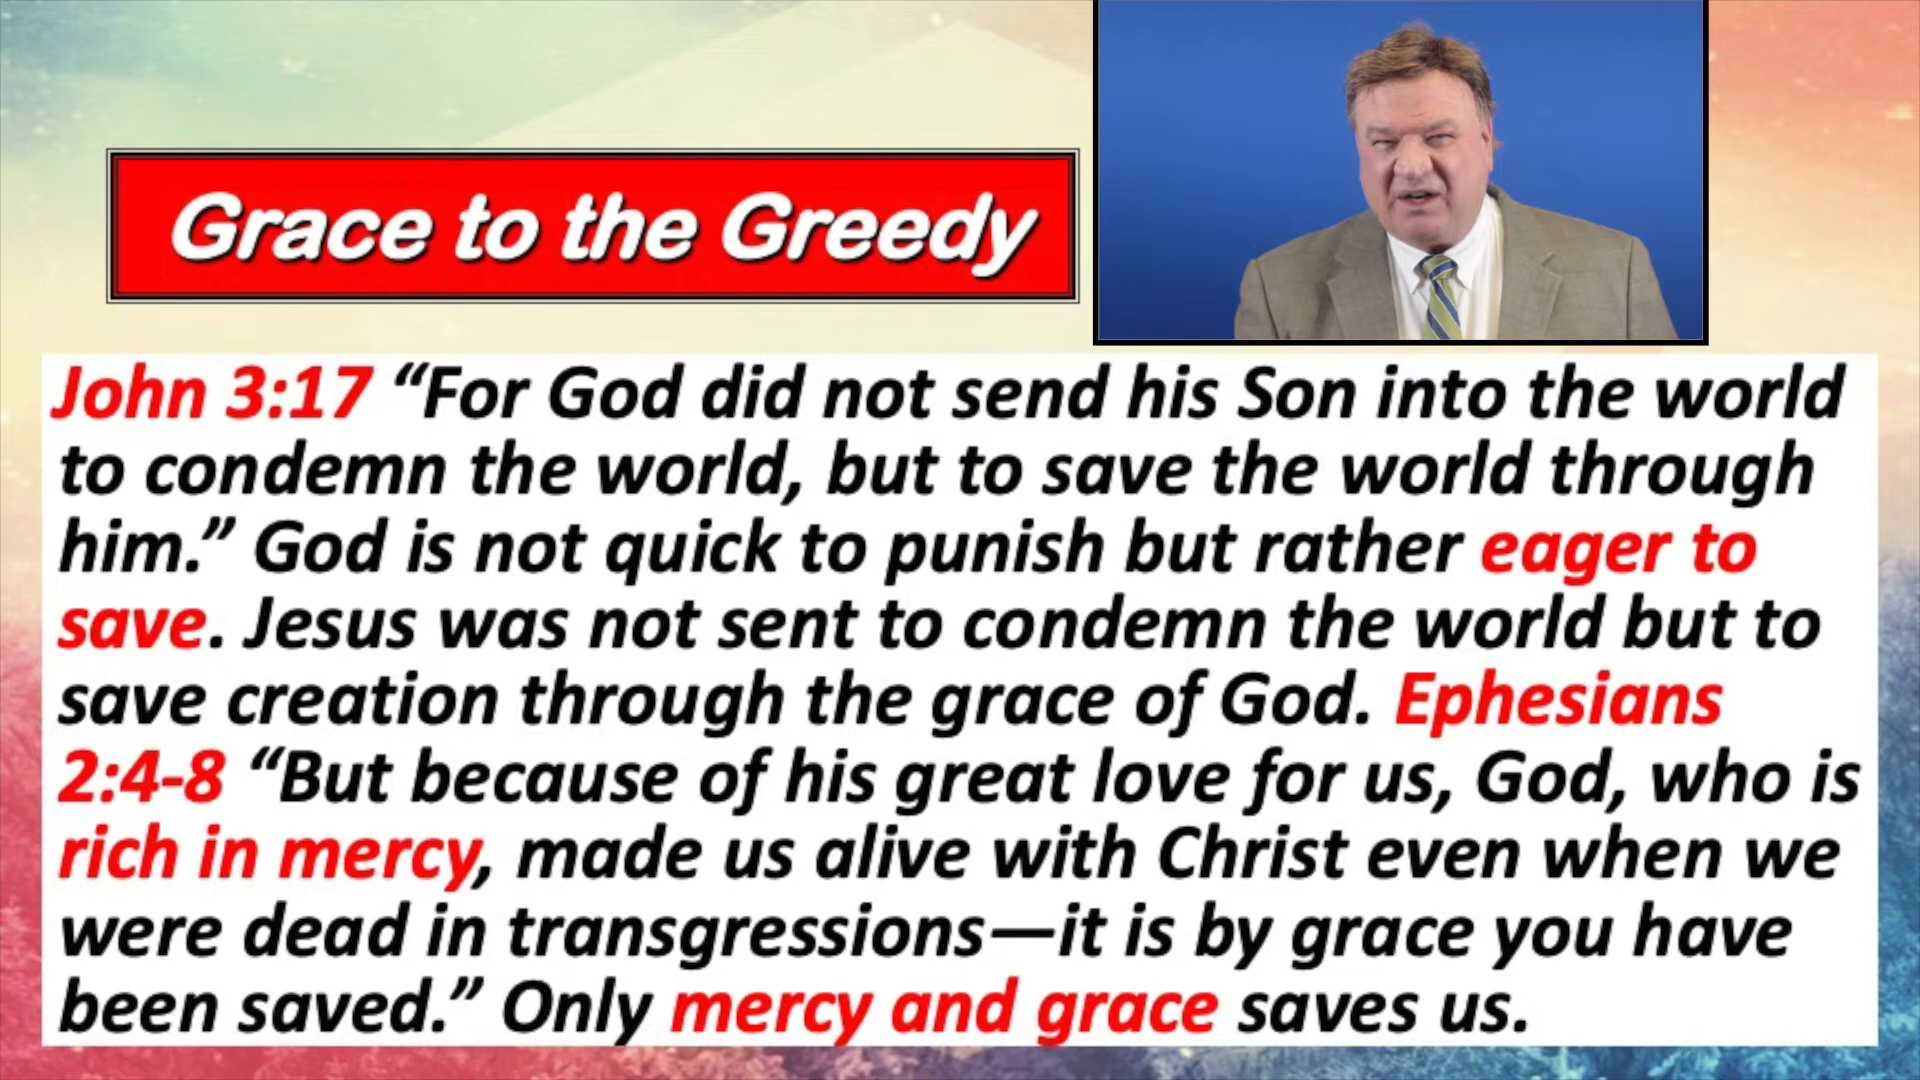 Grace to the Greedy
John 3:17 “For God did not send his Son into the world
to condemn the world, but to save the world through
him.” God is not quick to punish but rather eager to
save. Jesus was not sent to condemn the world but to
save creation through the grace of God. Ephesians
2:4-8 “But because of his great love for us, God, who is
rich in mercy, made us alive with Christ even when we
were dead in transgressions—it is by grace you have
been saved.” Only mercy and grace saves us.